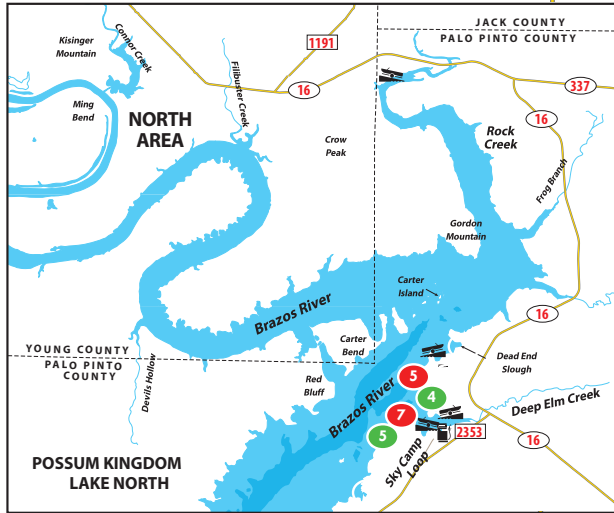 JACK COUNTY
PALO PINTO COUNTY
Kisinger
Mountain
Connor Creek
1191
16
337
Filibuster Creek
Ming
Bend
NORTH
AREA
16
Crow
Peak
Rock
Creek
Frog Branch
Gordon
Mountain
Carter
Island
Brazos River
16
YOUNG COUNTY
PALO PINTO
COUNTY
Carter
Bend
Dead End
Slough
Devils Hollow
Red
Bluff
Brazos River
5
4
7
5
Deep Elm Creek
2353
16
Sky Camp
Loop
POSSUM KINGDOM
LAKE NORTH